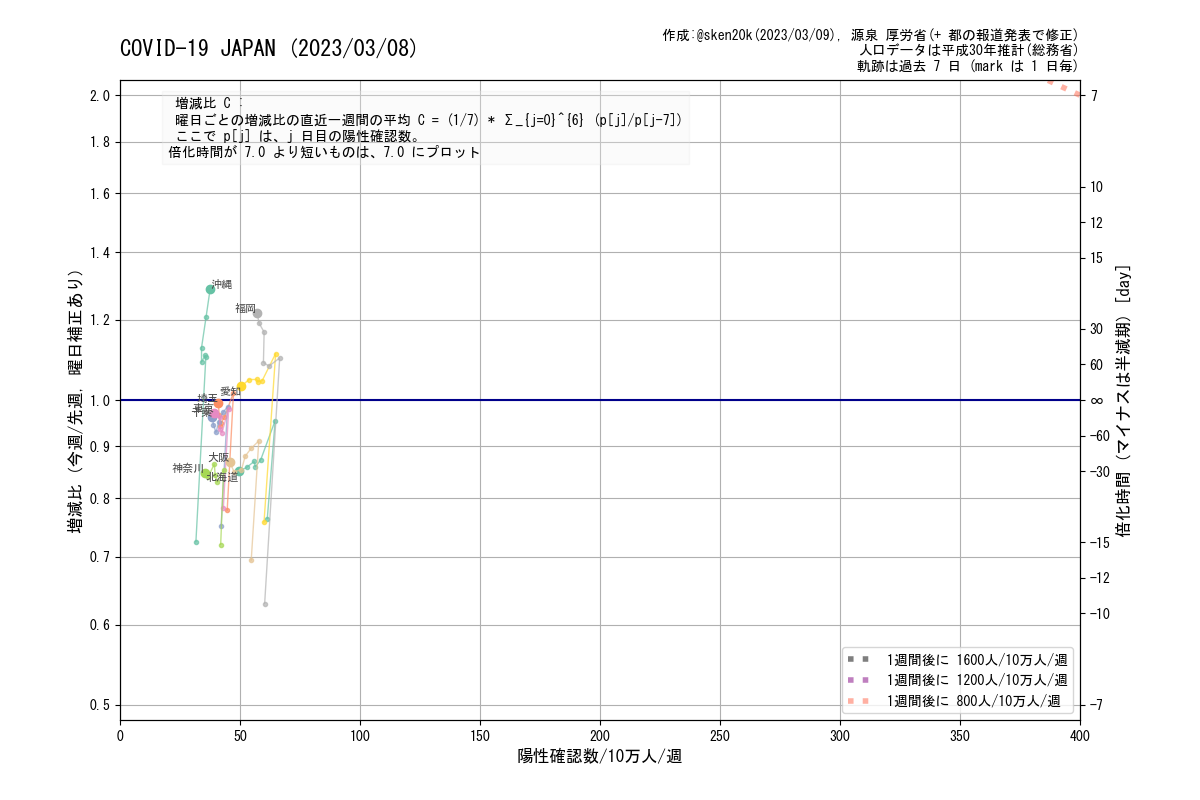 COVID-19 JAPAN (2023/03/08)
作成:@sken20k(2023/03/09), 源泉 厚労省(+ 都の報道発表で修正)
人口データは平成30年推計(総務省)
軌跡は過去 7 日 (mark は 1 日毎)
増減比 C :
曜日ごとの増減比の直近一週間の平均 C = (1/7) * Σ_{j=0}^{6} (p[j]/p[j-7])
ここで p[j] は、j 日目の陽性確認数。
倍化時間が 7.0 より短いものは、7.0 にプロット
2.0
1.8
1.6
1.4
1.2
1.0
0.9
0.8
0.7
0.6
0.5
増減比 (今週/先週, 曜日補正あり)
7
10
12
15
30
60
∞
-60
-30
-15
-12
-10
-7
倍化時間 (マイナスは半減期) [day]
沖縄
福岡
愛知
埼玉
東京
千葉
大阪
神奈川
北海道
1週間後に 1600人/10万人/週
1週間後に 1200人/10万人/週
1週間後に 800人/10万人/週
0 50 100 150 200 250 300 350 400
陽性確認数/10万人/週